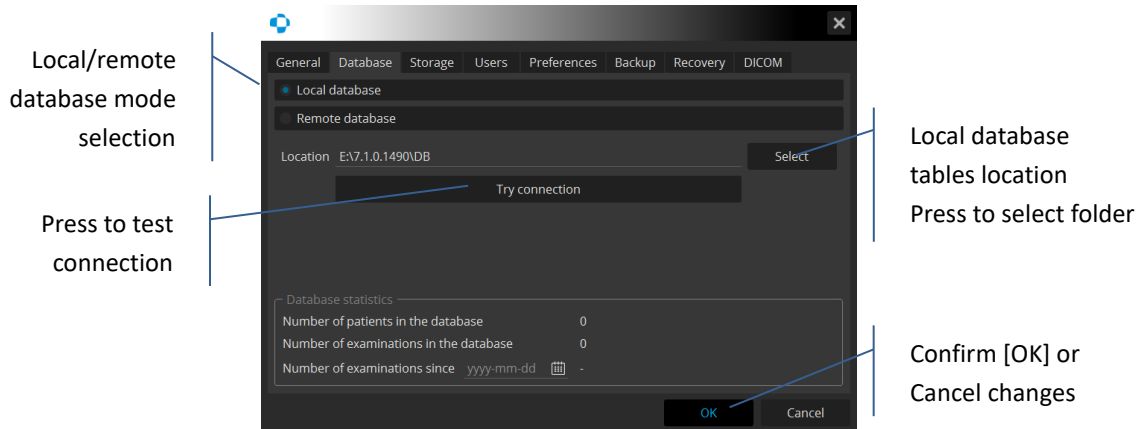 Local/remote
database mode
selection
Press to test
connection
General Database Storage Users Preferences Backup Recovery DICOM
Local database
Remote database
Location E:\7.1.0.1490\DB Select
Try connection
Database statistics
Number of patients in the database 0
Number of examinations in the database 0
Number of examinations since yyyy-mm-dd -
OK Cancel
Local database
tables location
Press to select folder
Confirm [OK] or
Cancel changes